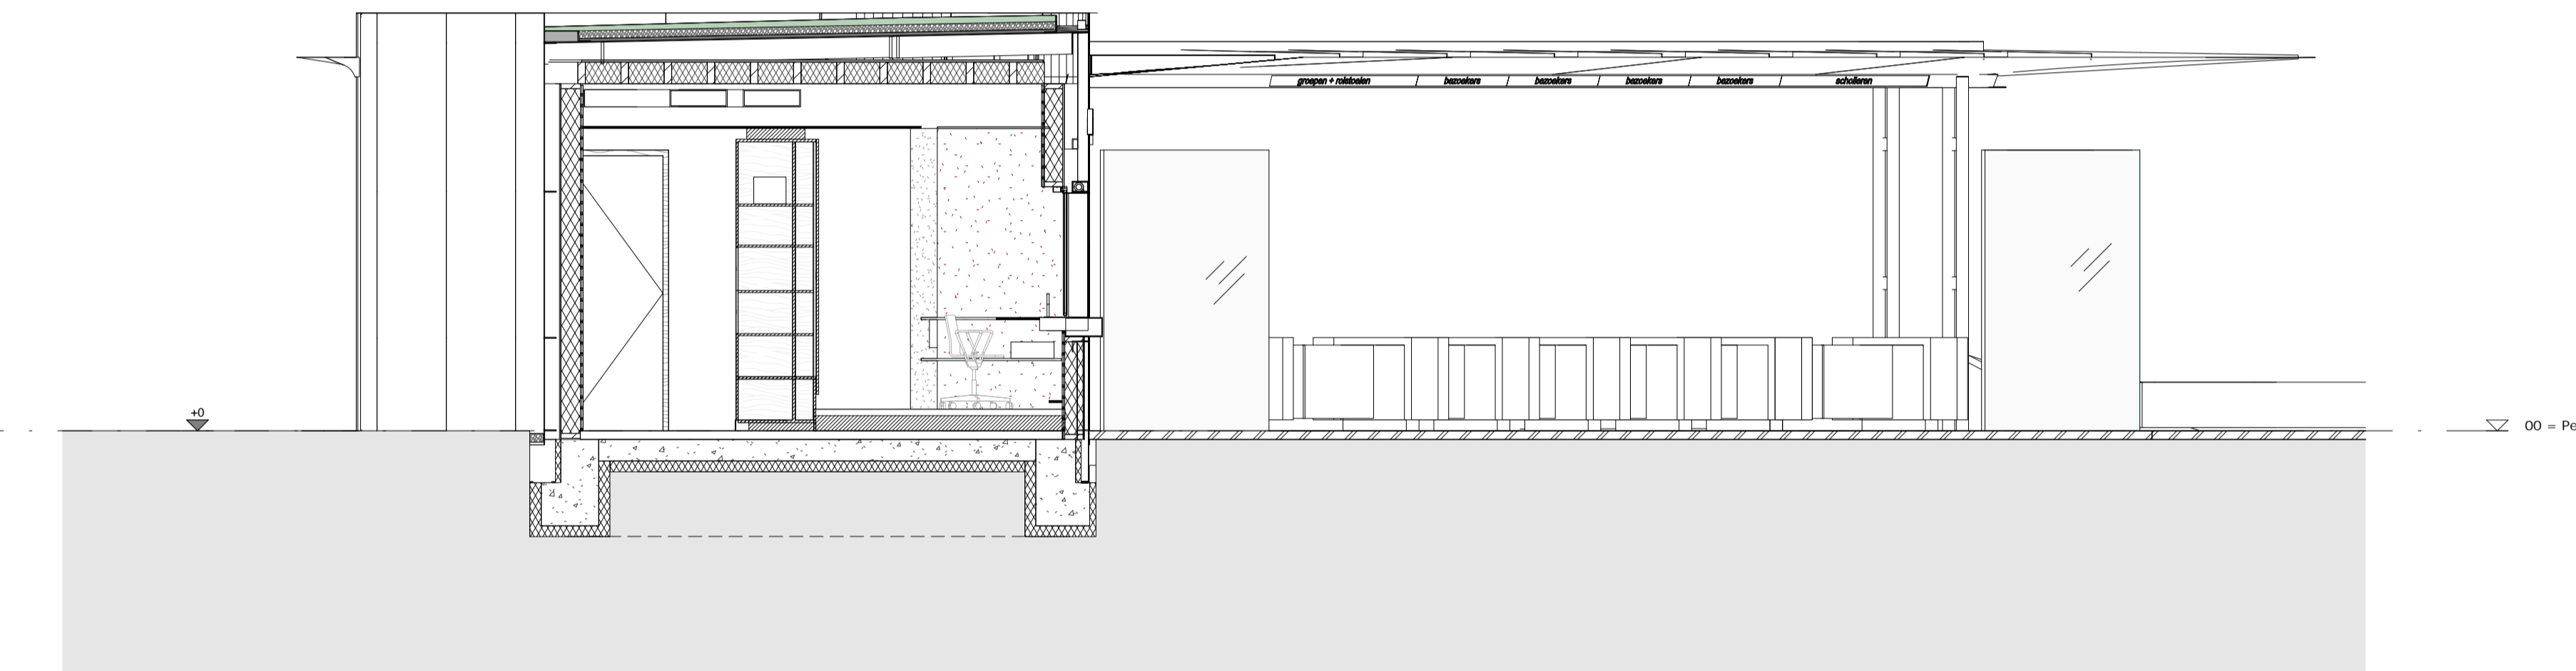 groepen + rolstoelen
bezoekers
bezoekers
bezoekers
bezoekers
scholieren
+0
00 = Pe